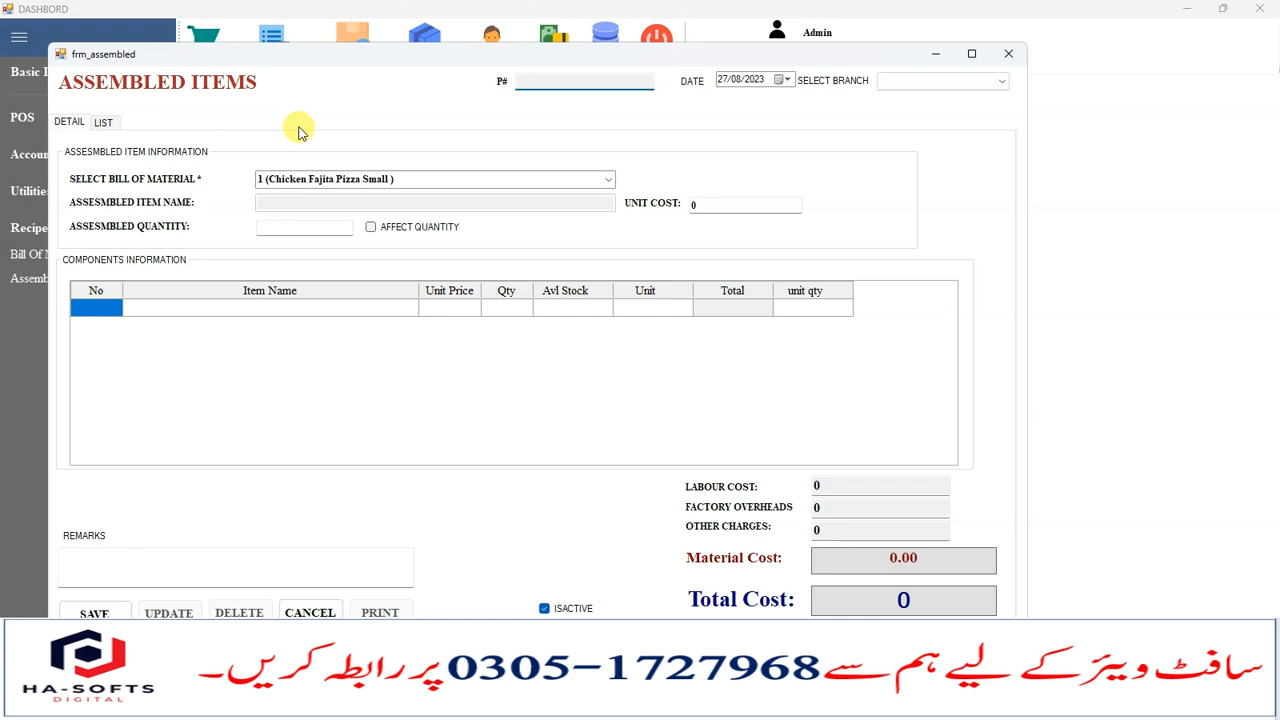 DASHBORD
Admin
frm_assembled
ASSEMBLED ITEMS
P#
DATE
27/08/2023
SELECT BRANCH
DETAIL
LIST
ASSESMBLED ITEM INFORMATION
SELECT BILL OF MATERIAL *
1 (Chicken Fajita Pizza Small )
ASSESMBLED ITEM NAME:
UNIT COST:
0
ASSESMBLED QUANTITY:
AFFECT QUANTITY
COMPONENTS INFORMATION
No Item Name Unit Price Qty Avl Stock Unit Total unit qty
LABOUR COST: 0
FACTORY OVERHEADS 0
OTHER CHARGES: 0
Material Cost: 0.00
Total Cost: 0
REMARKS
SAVE UPDATE DELETE CANCEL PRINT
ISACTIVE
Basic
POS
Accou
Utilitie
Recipe
Bill Of
Assemb
HA-SOFTS
DIGITAL
سافٹ ویئر کے لیے ہم سے 0305-1727968 پر رابطہ کریں۔